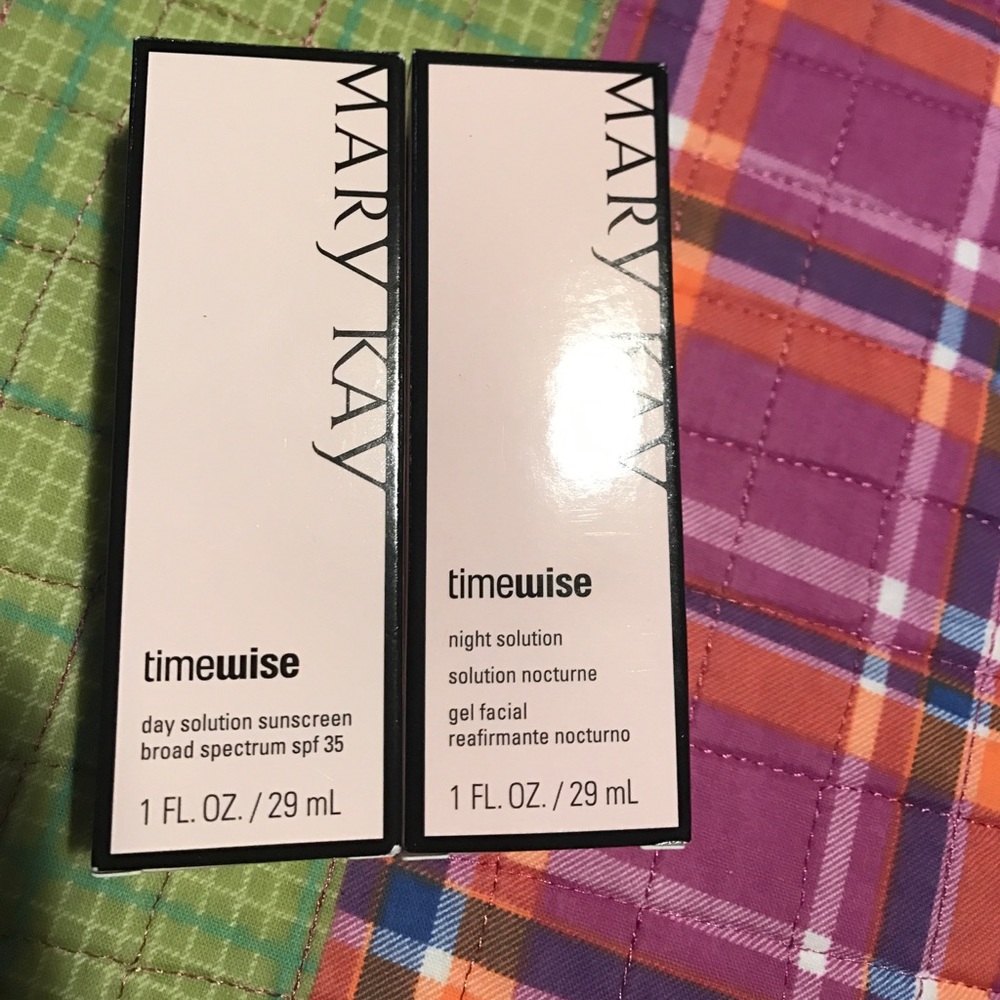 MARY KAY
timewise
day solution sunscreen
broad spectrum spf 35
1 FL. OZ. / 29 mL
MARY KAY
timewise
night solution
solution nocturne
gel facial
reafirmante nocturno
1 FL. OZ. / 29 mL